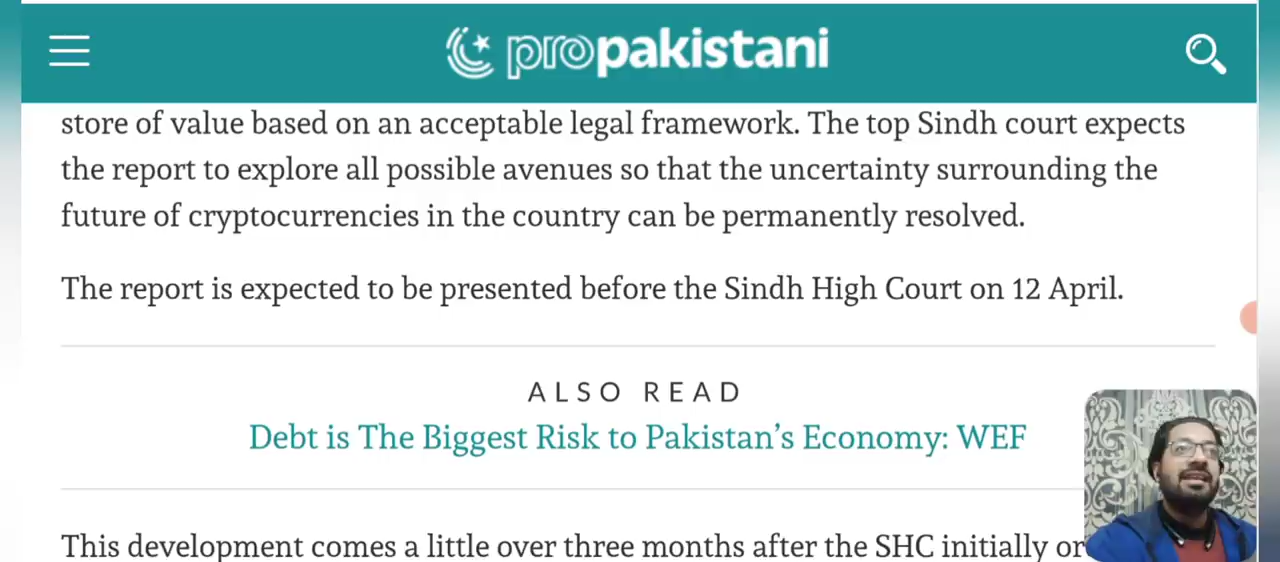 propakistani
store of value based on an acceptable legal framework. The top Sindh court expects
the report to explore all possible avenues so that the uncertainty surrounding the
future of cryptocurrencies in the country can be permanently resolved.
The report is expected to be presented before the Sindh High Court on 12 April.
ALSO READ
Debt is The Biggest Risk to Pakistan’s Economy: WEF
This development comes a little over three months after the SHC initially